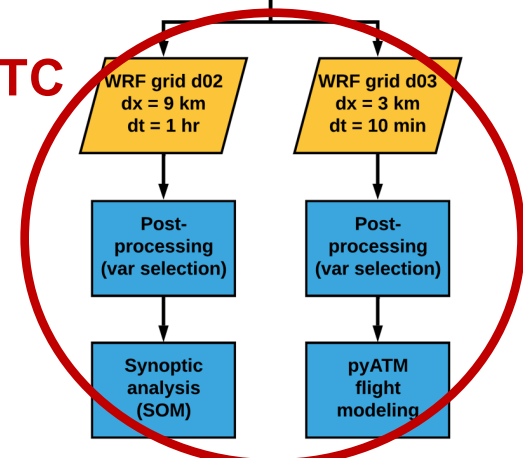 TC
WRF grid d02
dx = 9 km
dt = 1 hr
WRF grid d03
dx = 3 km
dt = 10 min
Post-
processing
(var selection)
Post-
processing
(var selection)
Synoptic
analysis
(SOM)
pyATM
flight
modeling